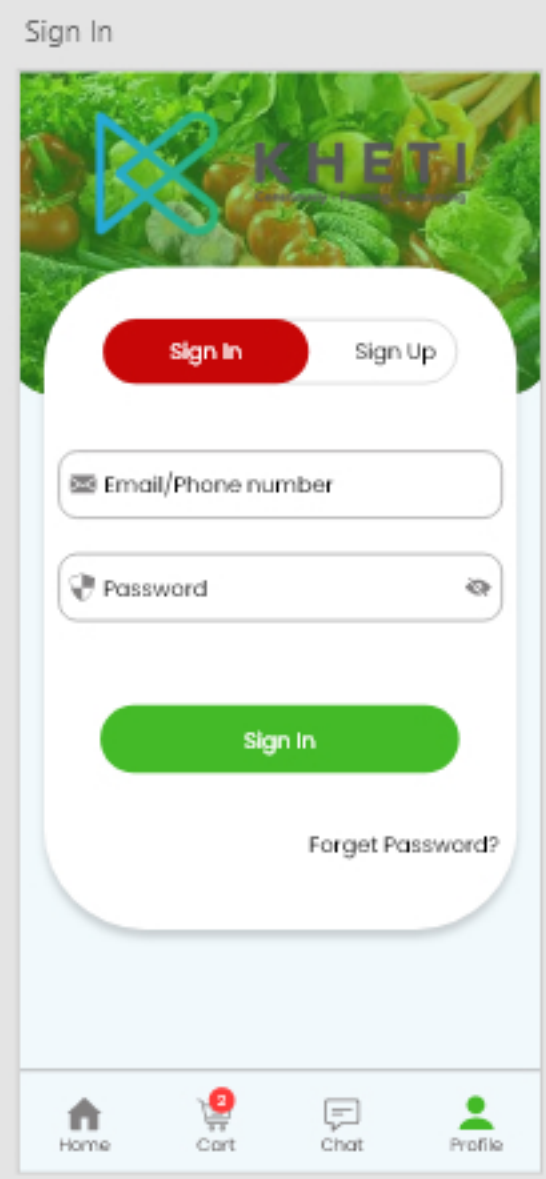 Sign In
KHETI
Sign In Sign Up
Email/Phone number
Password
Sign In
Forget Password?
2
Home Cart Chat Profile